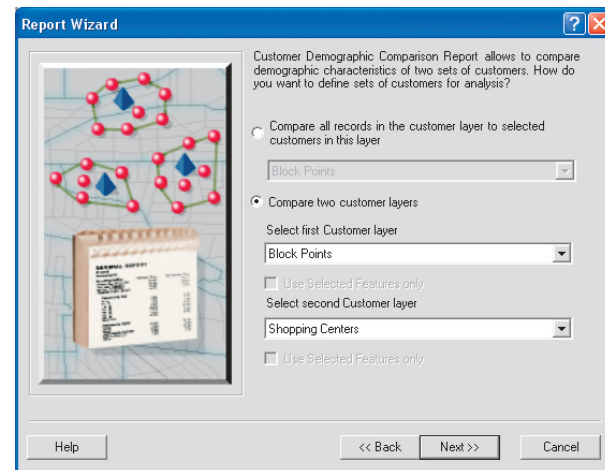 Report Wizard
Customer Demographic Comparison Report allows to compare
demographic characteristics of two sets of customers. How do
you want to define sets of customers for analysis?
Compare all records in the customer layer to selected
customers in this layer
Block Points
Compare two customer layers
Select first Customer layer
Block Points
Use Selected Features only
Select second Customer layer
Shopping Centers
Use Selected Features only
Help
<< Back
Next >>
Cancel